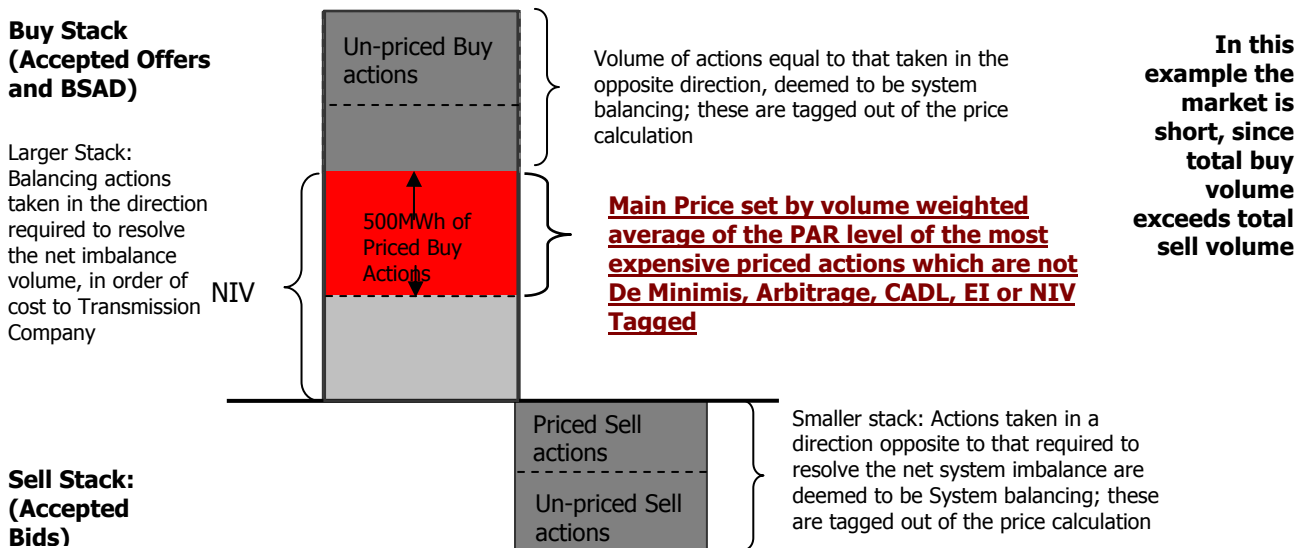 Buy Stack
(Accepted Offers
and BSAD)
Larger Stack:
Balancing actions
taken in the direction
required to resolve
the net imbalance
volume, in order of
cost to Transmission
Company
NIV
Un-priced Buy
actions
500MWh of
Priced Buy
Actions
Volume of actions equal to that taken in the
opposite direction, deemed to be system
balancing; these are tagged out of the price
calculation
Main Price set by volume weighted
average of the PAR level of the most
expensive priced actions which are not
De Minimis, Arbitrage, CADL, EI or NIV
Tagged
In this
example the
market is
short, since
total buy
volume
exceeds total
sell volume
Sell Stack:
(Accepted
Bids)
Priced Sell
actions
Un-priced Sell
actions
Smaller stack: Actions taken in a
direction opposite to that required to
resolve the net system imbalance are
deemed to be System balancing; these
are tagged out of the price calculation